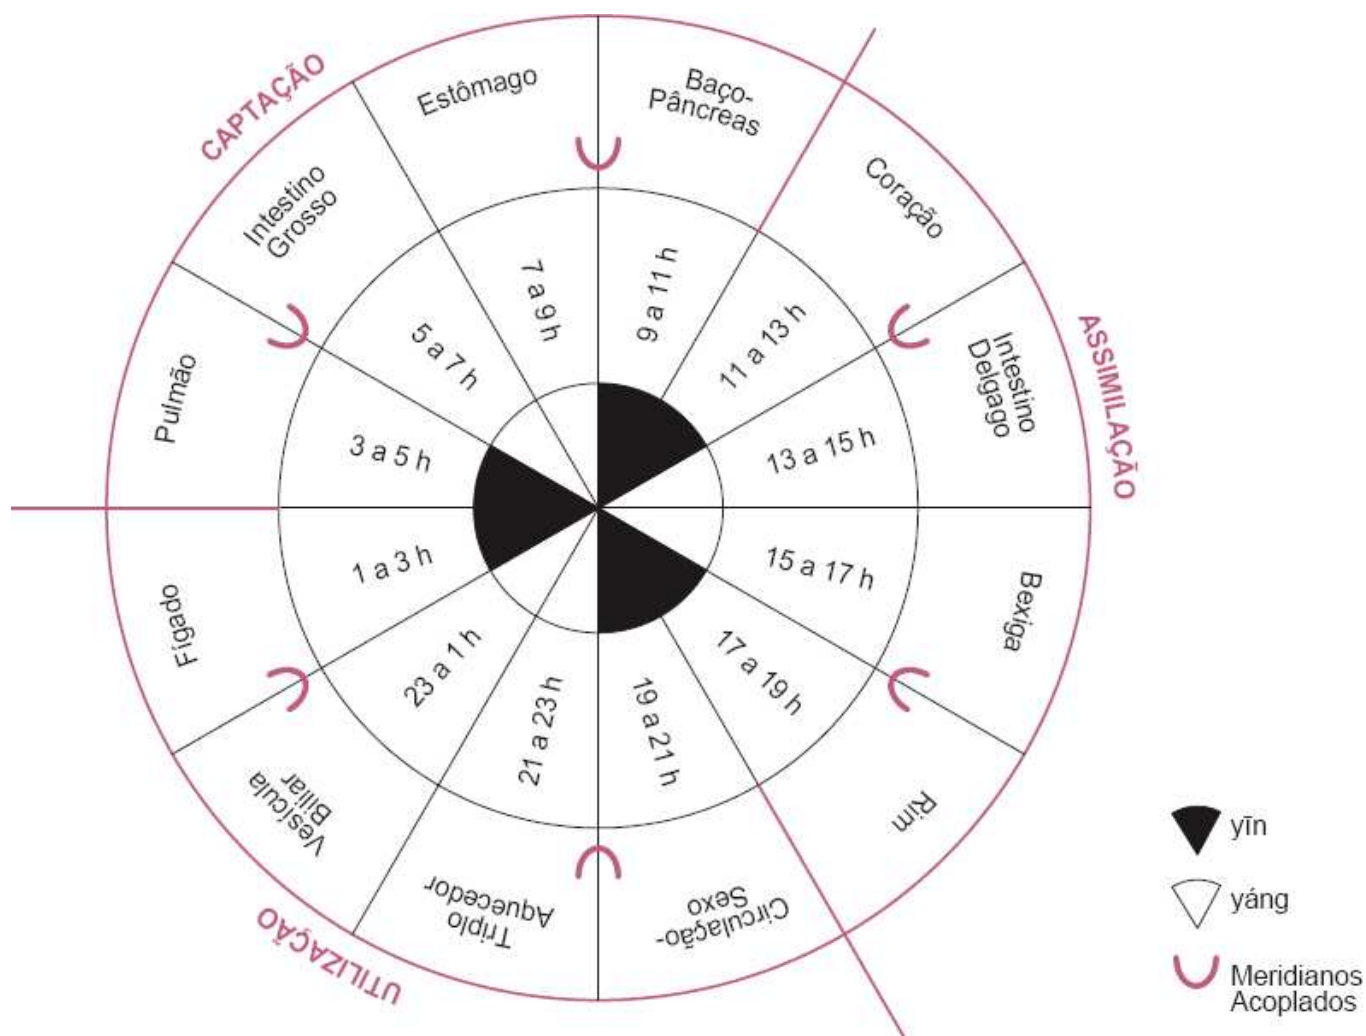 CAPTAÇÃO
Estômago
Baço-
Pâncreas
Coração
Intestino
Delgago
ASSIMILAÇÃO
Bexiga
Rim
Circulação-
Sexo
Triplo
Aquecedor
UTILIZAÇÃO
Vesícula
Biliar
Fígado
Pulmão
Intestino
Grosso
7 a 9 h
9 a 11 h
11 a 13 h
13 a 15 h
15 a 17 h
17 a 19 h
19 a 21 h
21 a 23 h
23 a 1 h
1 a 3 h
3 a 5 h
5 a 7 h
yīn
yáng
Meridianos
Acoplados